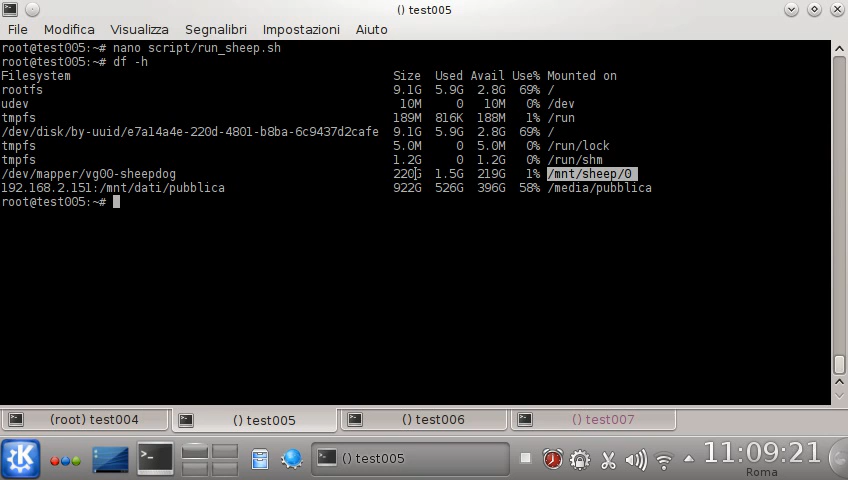 () test005
File Modifica Visualizza Segnalibri Impostazioni Aiuto
root@test005:~# nano script/run_sheep.sh
root@test005:~# df -h
Filesystem Size Used Avail Use% Mounted on
rootfs 9.1G 5.9G 2.8G 69% /
udev 10M 0 10M 0% /dev
tmpfs 189M 816K 188M 1% /run
/dev/disk/by-uuid/e7a14a4e-220d-4801-b8ba-6c9437d2cafe 9.1G 5.9G 2.8G 69% /
tmpfs 5.0M 0 5.0M 0% /run/lock
tmpfs 1.2G 0 1.2G 0% /run/shm
/dev/mapper/vg00-sheepdog 220G 1.5G 219G 1% /mnt/sheep/0
192.168.2.151:/mnt/dati/pubblica 922G 526G 396G 58% /media/pubblica
root@test005:~#
(root) test004 () test005 () test006 () test007
() test005 11:09:21
Roma